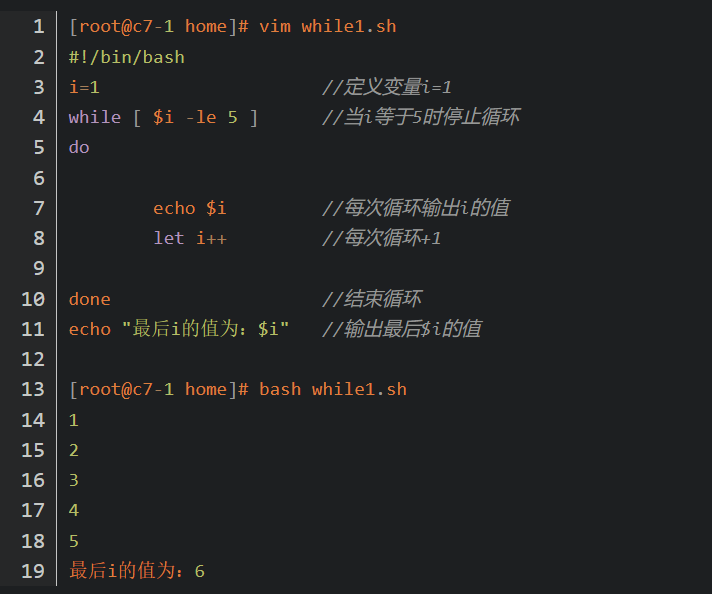 1 [root@c7-1 home]# vim while1.sh
2 #!/bin/bash
3 i=1 //定义变量i=1
4 while [ $i -le 5 ] //当i等于5时停止循环
5 do
6
7 echo $i //每次循环输出i的值
8 let i++ //每次循环+1
9
10 done //结束循环
11 echo "最后i的值为：$i" //输出最后$i的值
12
13 [root@c7-1 home]# bash while1.sh
14 1
15 2
16 3
17 4
18 5
19 最后i的值为：6